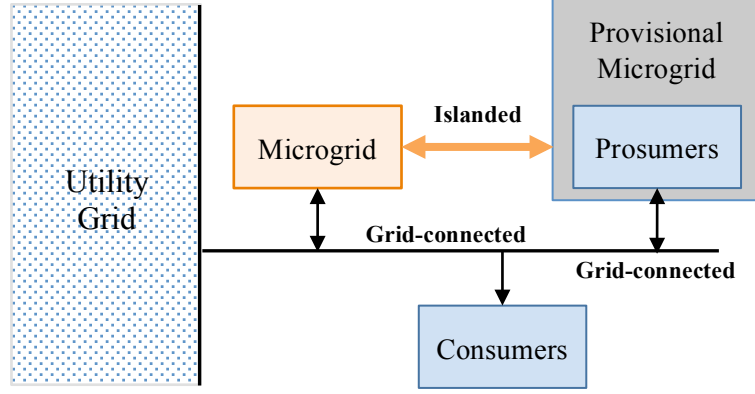 Provisional
Microgrid
Islanded
Microgrid
Prosumers
Utility
Grid
Grid-connected
Grid-connected
Consumers